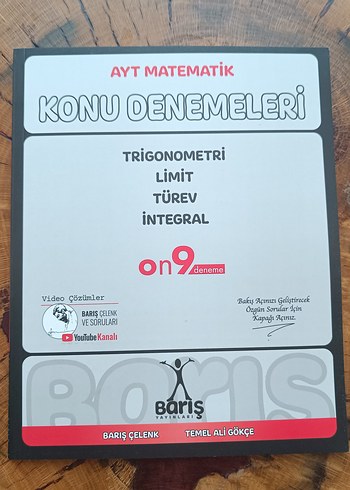 AYT MATEMATİK
KONU DENEMELERİ
TRİGONOMETRİ
LİMİT
TÜREV
İNTEGRAL
on9 deneme
Video Çözümler
BARIŞ ÇELENK
VE SORULARI
YouTube Kanalı
Bakış Açınızı Geliştirecek
Özgün Sorular İçin
Kapağı Açınız.
BARIŞ
Barış
YAYINLARI
BARIŞ ÇELENK
TEMEL ALİ GÖKÇE